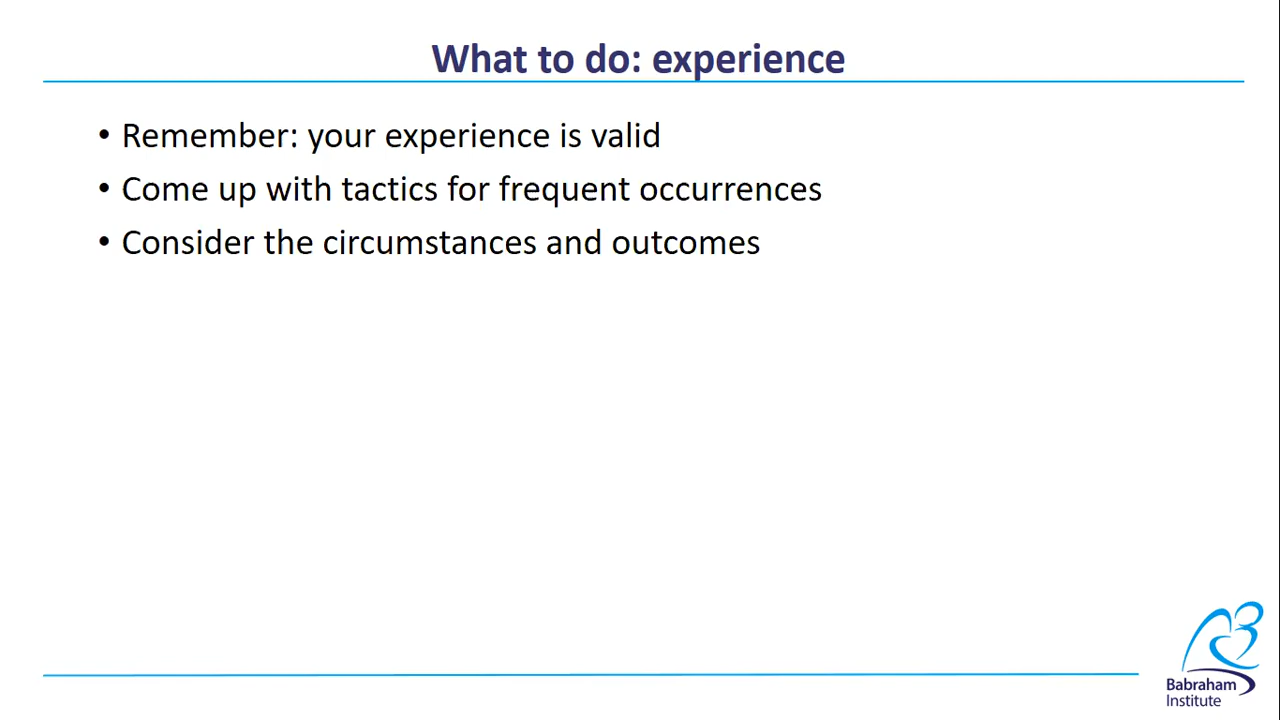 What to do: experience
• Remember: your experience is valid
• Come up with tactics for frequent occurrences
• Consider the circumstances and outcomes
Babraham
Institute